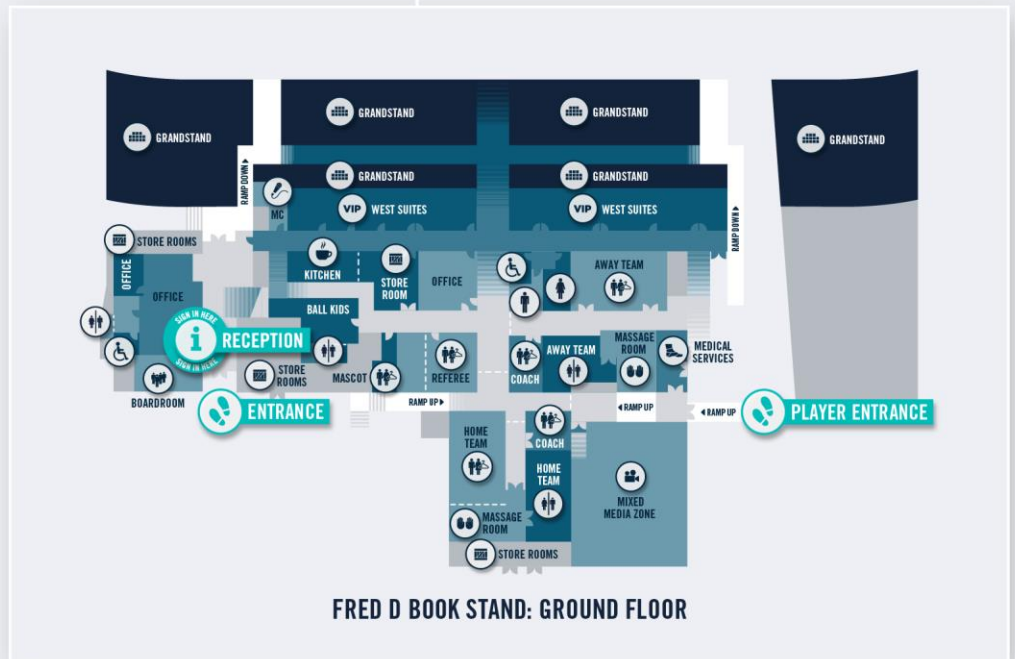 GRANDSTAND
GRANDSTAND
GRANDSTAND
GRANDSTAND
RAMP DOWN
GRANDSTAND
GRANDSTAND
MC
VIP WEST SUITES
VIP WEST SUITES
RAMP DOWN
STORE ROOMS
OFFICE
OFFICE
KITCHEN
STORE
ROOM
OFFICE
AWAY TEAM
BALL KIDS
SIGN IN HERE
i
RECEPTION
SIGN IN HERE
BOARDROOM
STORE
ROOMS
MASCOT
REFEREE
COACH
AWAY TEAM
MASSAGE
ROOM
MEDICAL
SERVICES
ENTRANCE
RAMP UP
RAMP UP
RAMP UP
PLAYER ENTRANCE
HOME
TEAM
COACH
HOME
TEAM
MIXED
MEDIA ZONE
MASSAGE
ROOM
STORE ROOMS
FRED D BOOK STAND: GROUND FLOOR